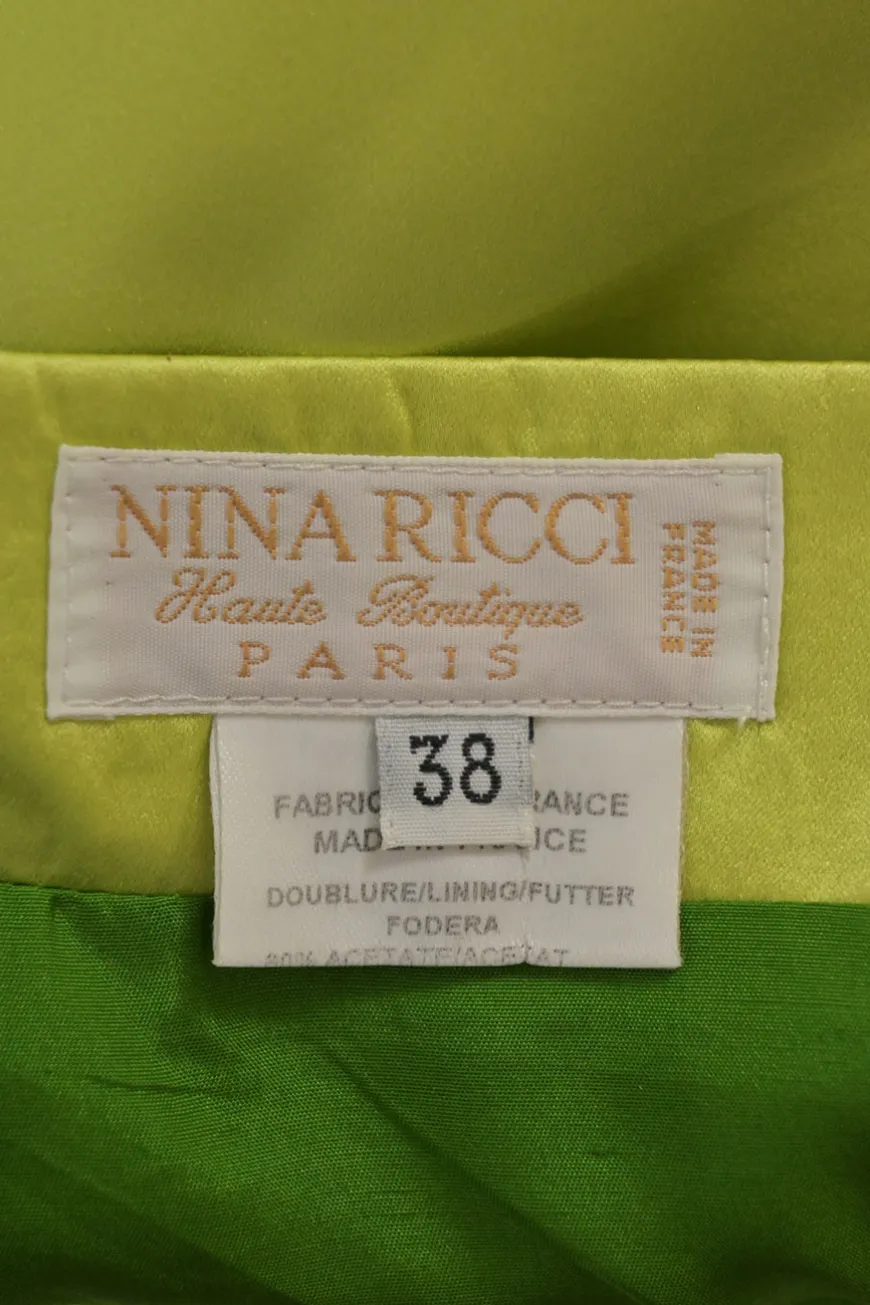 NINA RICCI
Haute Boutique
PARIS
MADE IN
FRANCE
38
DOUBLURE/LINING/FUTTER
FODERA